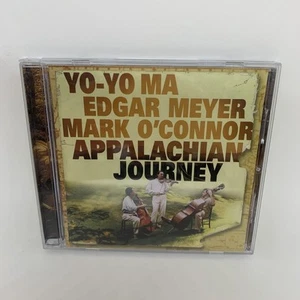 YO-YO MA
EDGAR MEYER
MARK O'CONNOR
APPALACHIAN
JOURNEY